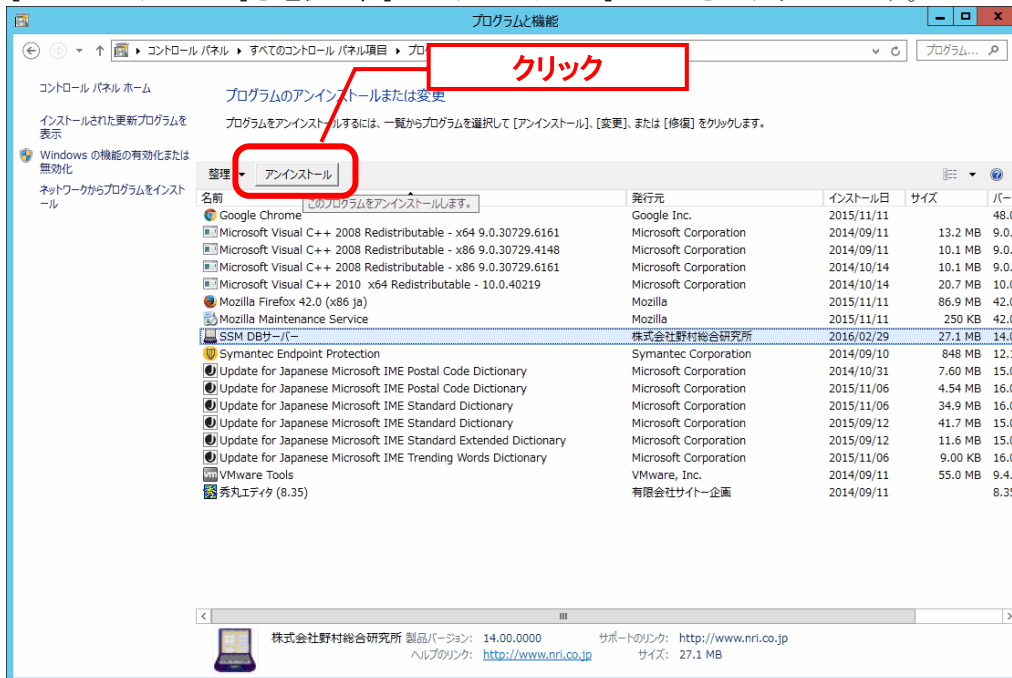 プログラムと機能
コントロール パネル ▸ すべてのコントロール パネル項目 ▸
プログラム...
クリック
コントロール パネル ホーム
インストールされた更新プログラムを
表示
Windows の機能の有効化または
無効化
ネットワークからプログラムをインスト
ール
プログラムのアンインストールまたは変更
プログラムをアンインストールするには、一覧からプログラムを選択して [アンインストール]、[変更]、または [修復] をクリックします。
整理 アンインストール
名前 発行元 インストール日 サイズ バー
このプログラムをアンインストールします。
Google Chrome Google Inc. 2015/11/11 48.0
Microsoft Visual C++ 2008 Redistributable - x64 9.0.30729.6161 Microsoft Corporation 2014/09/11 13.2 MB 9.0.
Microsoft Visual C++ 2008 Redistributable - x86 9.0.30729.4148 Microsoft Corporation 2014/09/11 10.1 MB 9.0.
Microsoft Visual C++ 2008 Redistributable - x86 9.0.30729.6161 Microsoft Corporation 2014/10/14 10.1 MB 9.0.
Microsoft Visual C++ 2010 x64 Redistributable - 10.0.40219 Microsoft Corporation 2014/10/14 20.7 MB 10.0
Mozilla Firefox 42.0 (x86 ja) Mozilla 2015/11/11 86.9 MB 42.0
Mozilla Maintenance Service Mozilla 2015/11/11 250 KB 42.0
SSM DBサーバー 株式会社野村総合研究所 2016/02/29 27.1 MB 14.0
Symantec Endpoint Protection Symantec Corporation 2014/09/10 848 MB 12.1
Update for Japanese Microsoft IME Postal Code Dictionary Microsoft Corporation 2014/10/31 7.60 MB 15.0
Update for Japanese Microsoft IME Postal Code Dictionary Microsoft Corporation 2015/11/06 4.54 MB 16.0
Update for Japanese Microsoft IME Standard Dictionary Microsoft Corporation 2015/11/06 34.9 MB 16.0
Update for Japanese Microsoft IME Standard Dictionary Microsoft Corporation 2015/09/12 41.7 MB 15.0
Update for Japanese Microsoft IME Standard Extended Dictionary Microsoft Corporation 2015/09/12 11.6 MB 15.0
Update for Japanese Microsoft IME Trending Words Dictionary Microsoft Corporation 2015/11/06 9.00 KB 16.0
VMware Tools VMware, Inc. 2014/09/11 55.0 MB 9.4.
秀丸エディタ (8.35) 有限会社サイトー企画 2014/09/11 8.35
株式会社野村総合研究所 製品バージョン: 14.00.0000 サポートのリンク: http://www.nri.co.jp
ヘルプのリンク: http://www.nri.co.jp サイズ: 27.1 MB